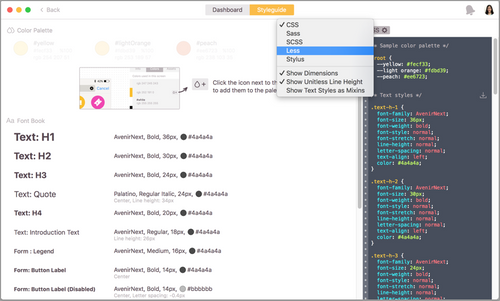 Back
Dashboard
Styleguide
Color Palette
#yellow
#lightOrange
#peach
Cancel
Click the icon next to the
to add them to the pale
✓ CSS
Sass
SCSS
Less
Stylus
✓ Show Dimensions
✓ Show Unitless Line Height
Show Text Styles as Mixins
Aa Font Book
Text: H1
AvenirNext, Bold, 36px, #4a4a4a
Text: H2
AvenirNext, Bold, 30px, #4a4a4a
Text: H3
AvenirNext, Bold, 24px, #4a4a4a
Text: Quote
Palatino, Regular Italic, 24px, #4a4a4a
Center, Line height: 34px
Text: H4
AvenirNext, Bold, 20px, #4a4a4a
Text: Introduction Text
AvenirNext, Regular, 18px, #4a4a4a
Line height: 28px
Form : Legend
AvenirNext, Medium, 16px, #4a4a4a
Form: Button Label
AvenirNext, Bold, 14px, #4a4a4a
Center
Form: Button Label (Disabled)
AvenirNext, Bold, 14px, #bbbbbb
Center, Letter spacing: -0.4px
* Sample color palette */
root {
--yellow: #fecf33;
--light orange: #fdbd39;
--peach: #ee6723;
* Text styles */
.text-h-1 {
font-family: AvenirNext;
font-size: 36px;
font-weight: bold;
font-style: normal;
font-stretch: normal;
line-height: normal;
letter-spacing: normal;
text-align: left;
color: #4a4a4a;
}
.text-h-2 {
font-family: AvenirNext;
font-size: 30px;
font-weight: bold;
font-style: normal;
font-stretch: normal;
line-height: normal;
letter-spacing: normal;
text-align: left;
color: #4a4a4a;
}
.text-h-3 {
font-family: AvenirNext;
font-size: 24px;
font-weight: bold;
font-style: normal;
font-stretch: normal;
line-height: normal;